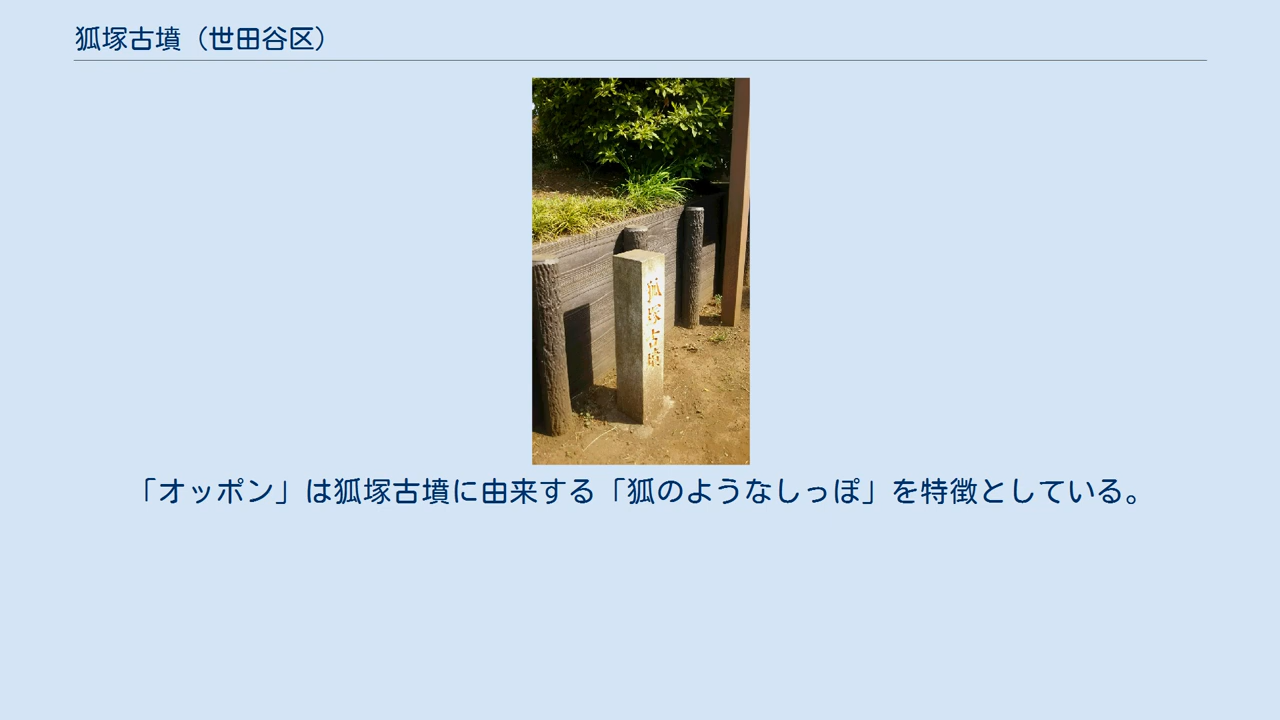 狐塚古墳（世田谷区）
狐塚古墳
「オッポン」は狐塚古墳に由来する「狐のようなしっぽ」を特徴としている。